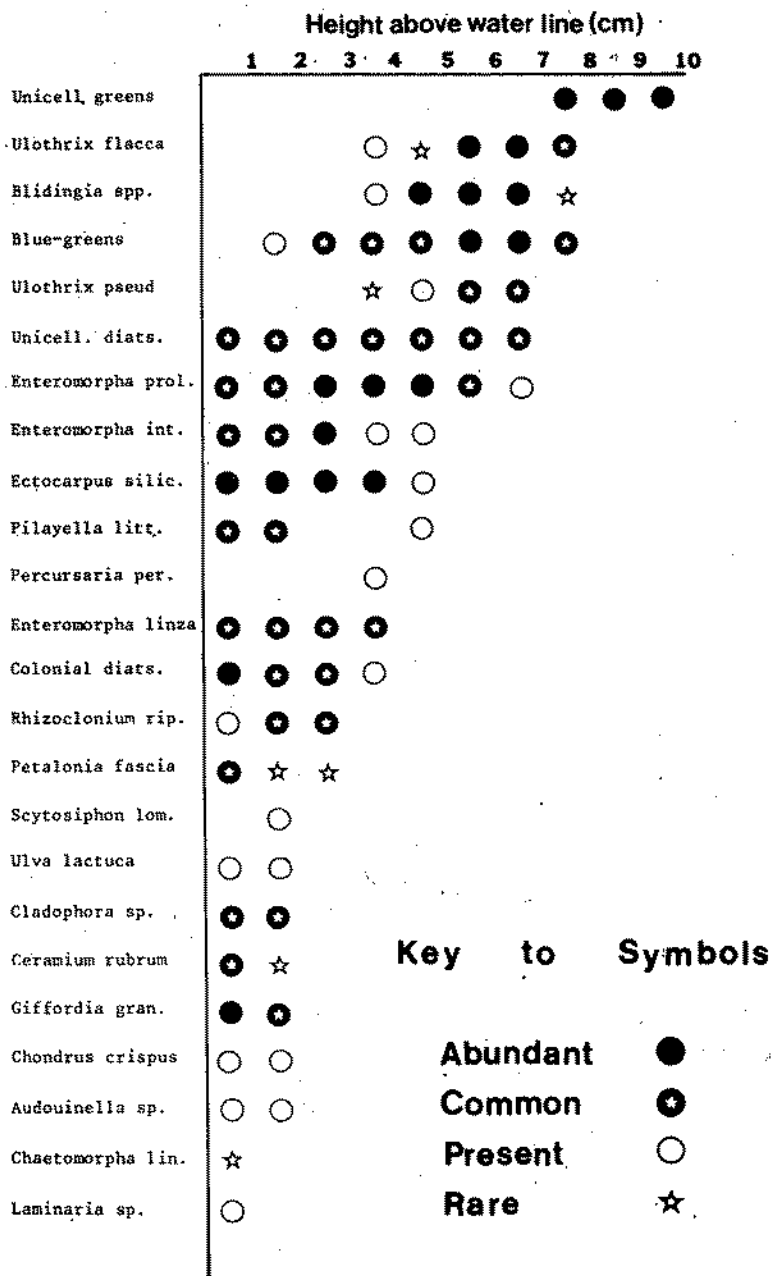 Height above water line (cm)
1 2 3 4 5 6 7 8 9 10
Unicell. greens
Ulothrix flacca
Blidingia spp.
Blue-greens
Ulothrix pseud
Unicell. diats.
Enteromorpha prol.
Enteromorpha int.
Ectocarpus silic.
Pilayella litt.
Percursaria per.
Enteromorpha linza
Colonial diats.
Rhizoclonium rip.
Petalonia fascia
Scytosiphon lom.
Ulva lactuca
Cladophora sp.
Ceramium rubrum
Giffordia gran.
Chondrus crispus
Audouinella sp.
Chaetomorpha lin.
Laminaria sp.
Key to Symbols
Abundant
Common
Present
Rare